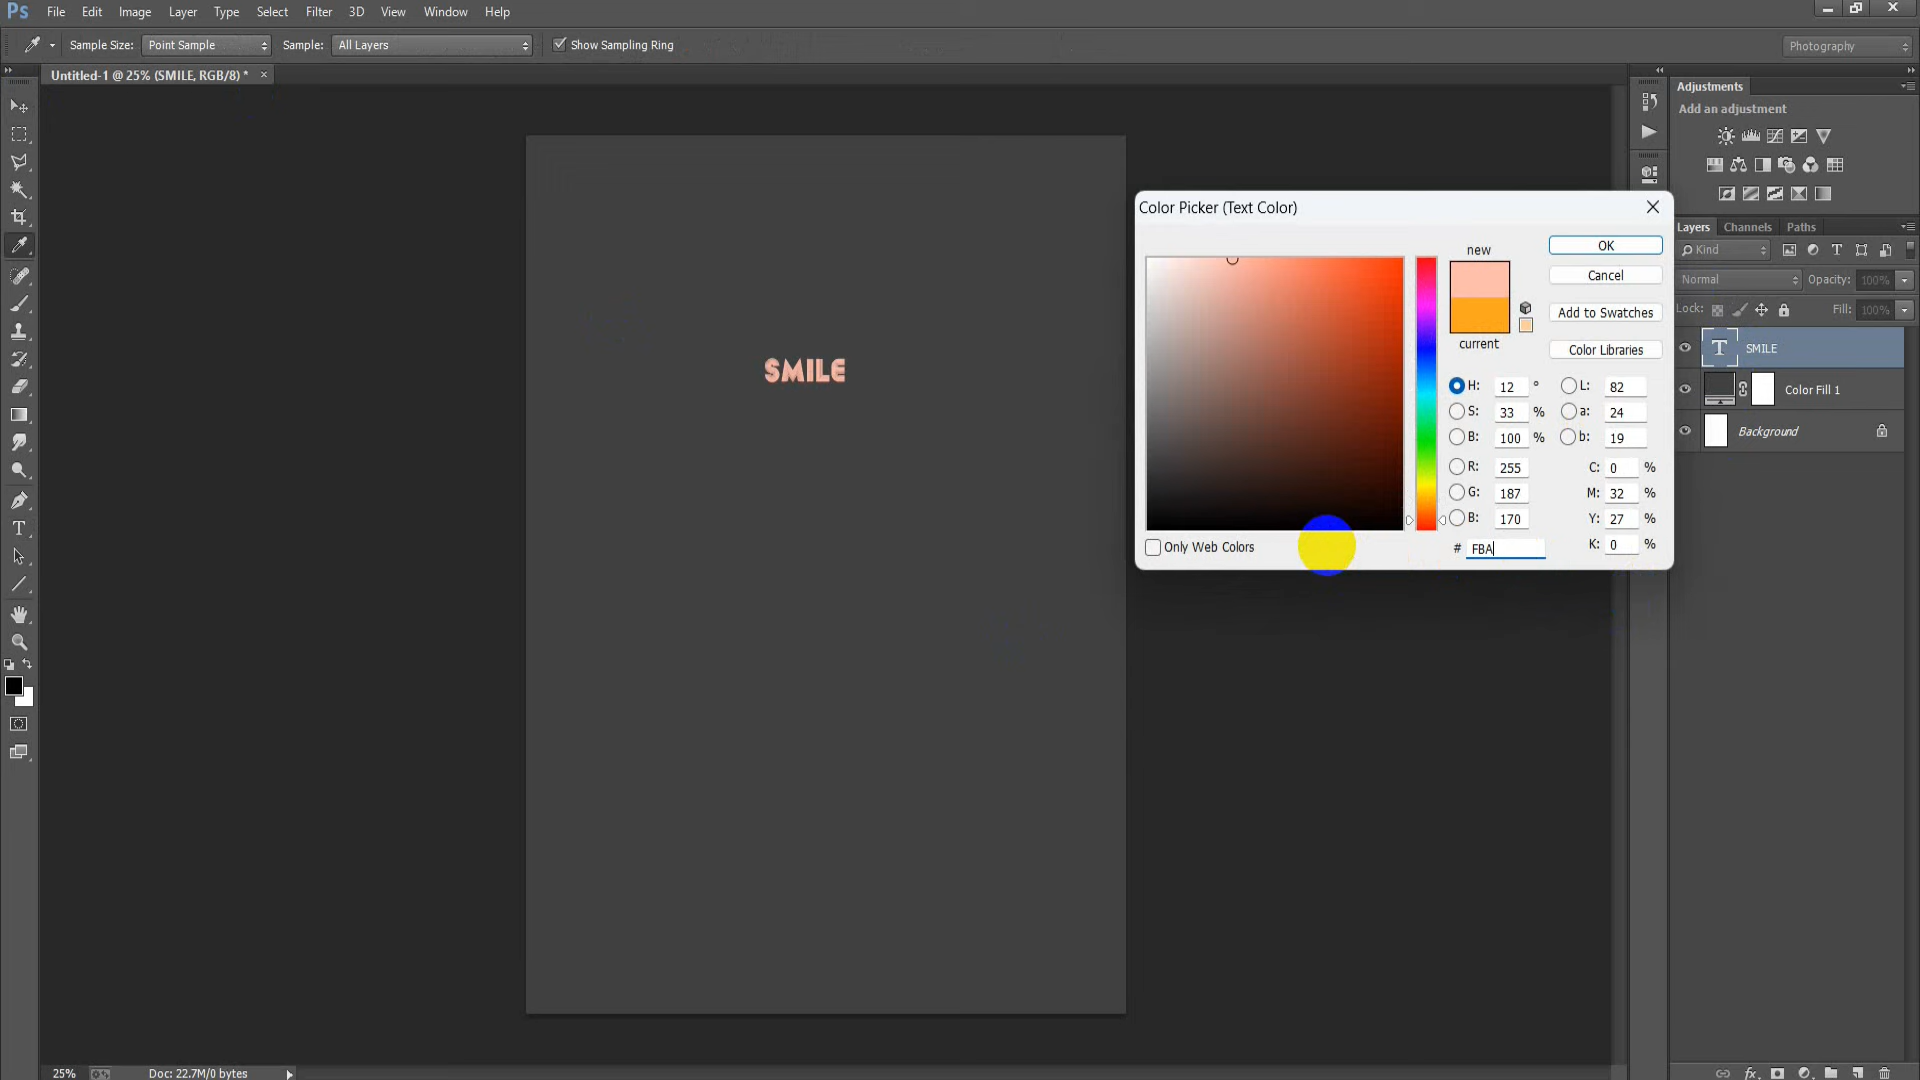 Ps File Edit Image Layer Type Select Filter 3D View Window Help
Sample Size: Point Sample Sample: All Layers Show Sampling Ring Photography
Untitled-1 @ 25% (SMILE, RGB/8) * ×
Adjustments
Add an adjustment
Color Picker (Text Color)
new
OK
Cancel
Add to Swatches
current
Color Libraries
H: 12 ° L: 82
S: 33 % a: 24
B: 100 % b: 19
R: 255 C: 0 %
G: 187 M: 32 %
B: 170 Y: 27 %
Only Web Colors # FBA K: 0 %
Layers Channels Paths
Kind
Normal Opacity: 100%
Lock: Fill: 100%
T SMILE
Color Fill 1
Background
SMILE
25% Doc: 22.7M/0 bytes